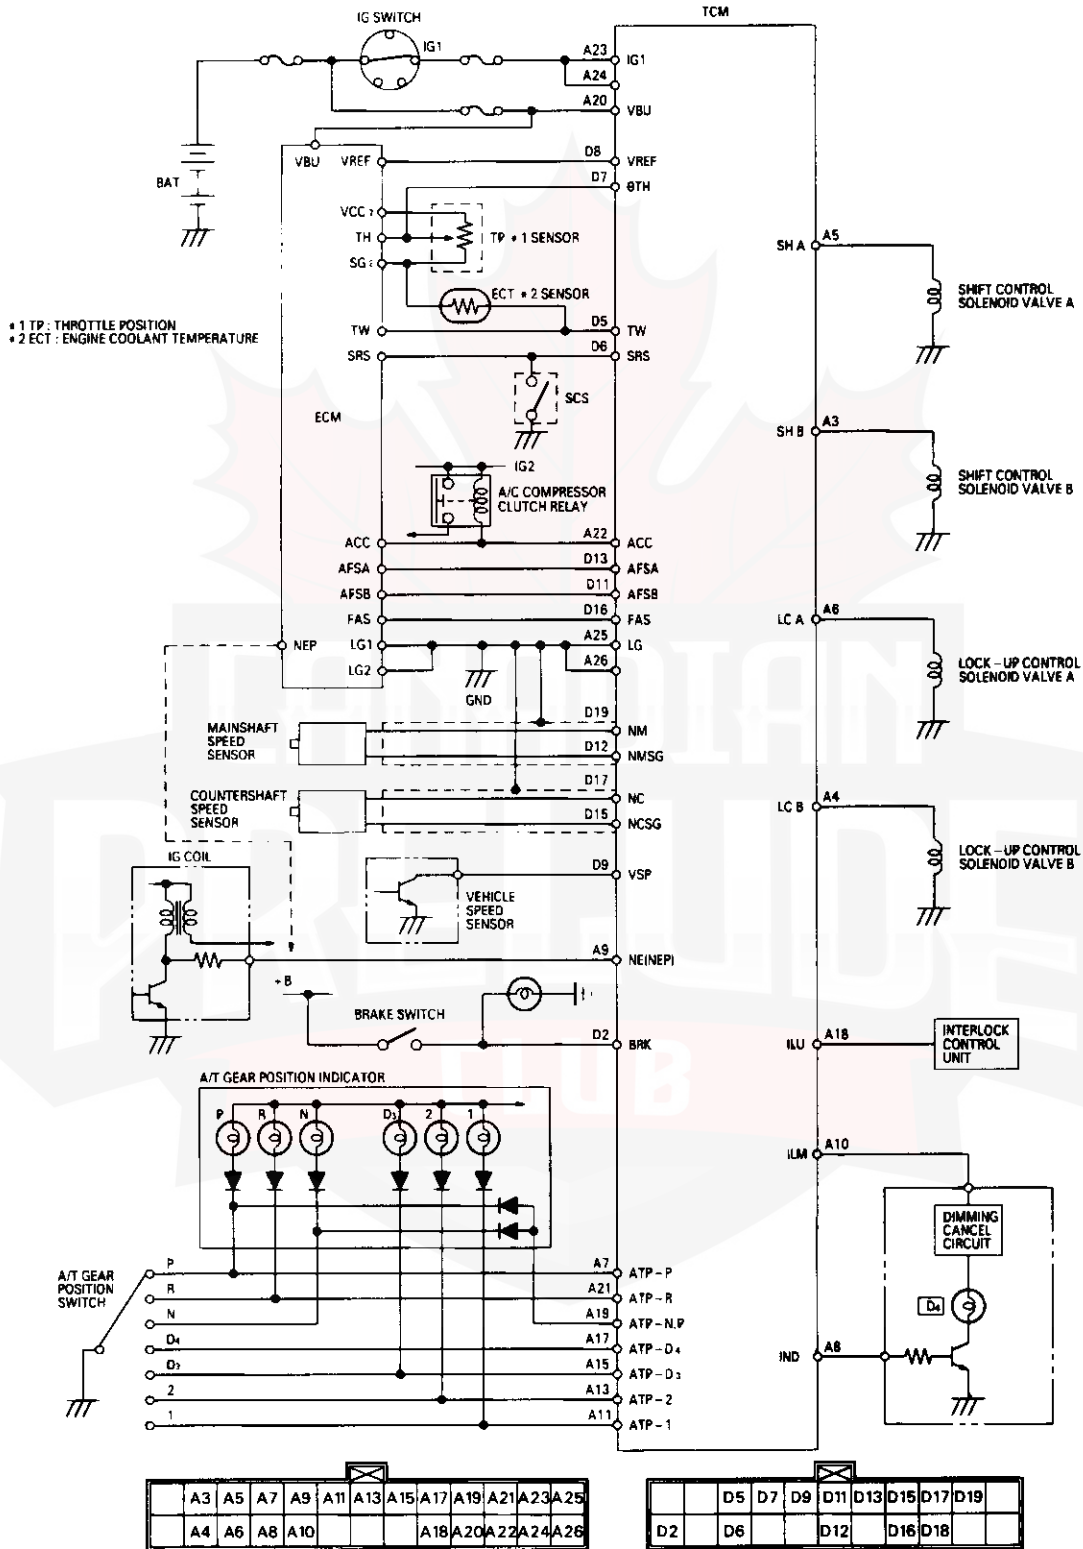 IG SWITCH
TCM
IG1
A23
IG1
A24
A20
VBU
VBU
VREF
D8
VREF
BAT
D7
θTH
VCC 2
TH
TP * 1 SENSOR
SG 2
ECT * 2 SENSOR
* 1 TP : THROTTLE POSITION
* 2 ECT : ENGINE COOLANT TEMPERATURE
TW
D5
TW
SRS
D6
SRS
SCS
ECM
IG2
A/C COMPRESSOR
CLUTCH RELAY
ACC
A22
ACC
AFSA
D13
AFSA
AFSB
D11
AFSB
FAS
D16
FAS
NEP
LG1
A25
LG
LG2
A26
GND
MAINSHAFT
SPEED
SENSOR
D19
NM
D12
NMSG
COUNTERSHAFT
SPEED
SENSOR
D17
NC
D15
NCSG
IG COIL
D9
VSP
VEHICLE
SPEED
SENSOR
A9
NE(NEP)
+B
BRAKE SWITCH
D2
BRK
A/T GEAR POSITION INDICATOR
P
R
N
D3
2
1
A/T GEAR
POSITION
SWITCH
P
A7
ATP-P
R
A21
ATP-R
N
A19
ATP-N.P
D4
A17
ATP-D4
D3
A15
ATP-D3
2
A13
ATP-2
1
A11
ATP-1
SH A
A5
SHIFT CONTROL
SOLENOID VALVE A
SH B
A3
SHIFT CONTROL
SOLENOID VALVE B
LC A
A6
LOCK-UP CONTROL
SOLENOID VALVE A
LC B
A4
LOCK-UP CONTROL
SOLENOID VALVE B
ILU
A18
INTERLOCK
CONTROL
UNIT
ILM
A10
DIMMING
CANCEL
CIRCUIT
D4
IND
A8
A3 A5 A7 A9 A11 A13 A15 A17 A19 A21 A23 A25
A4 A6 A8 A10 A18 A20 A22 A24 A26
D5 D7 D9 D11 D13 D15 D17 D19
D2 D6 D12 D16 D18
CANADIAN
PRELUDE
CLUB